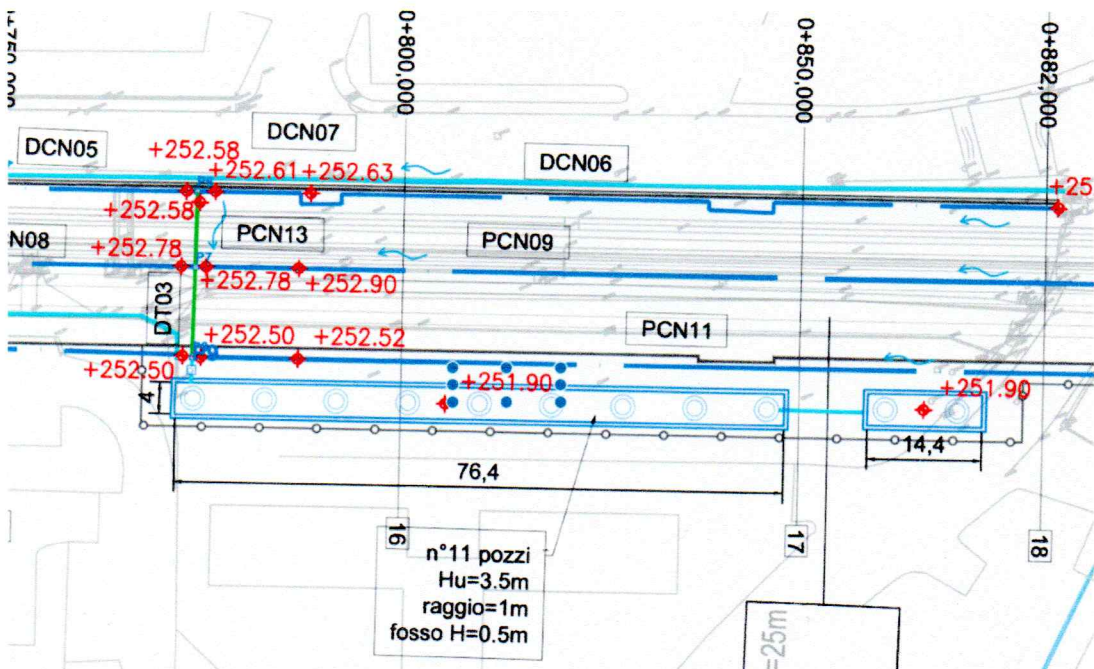 0+750,000
0+800,000
0+850,000
0+882,000
DCN05
DCN07
DCN06
+252.58
+252.61
+252.63
+252.58
N08
PCN13
PCN09
+252.78
+252.78
+252.90
DT03
+252.50
+252.52
PCN11
+252.50
+251.90
+251.90
4
76,4
14,4
16
17
18
n°11 pozzi
Hu=3.5m
raggio=1m
fosso H=0.5m
=25m